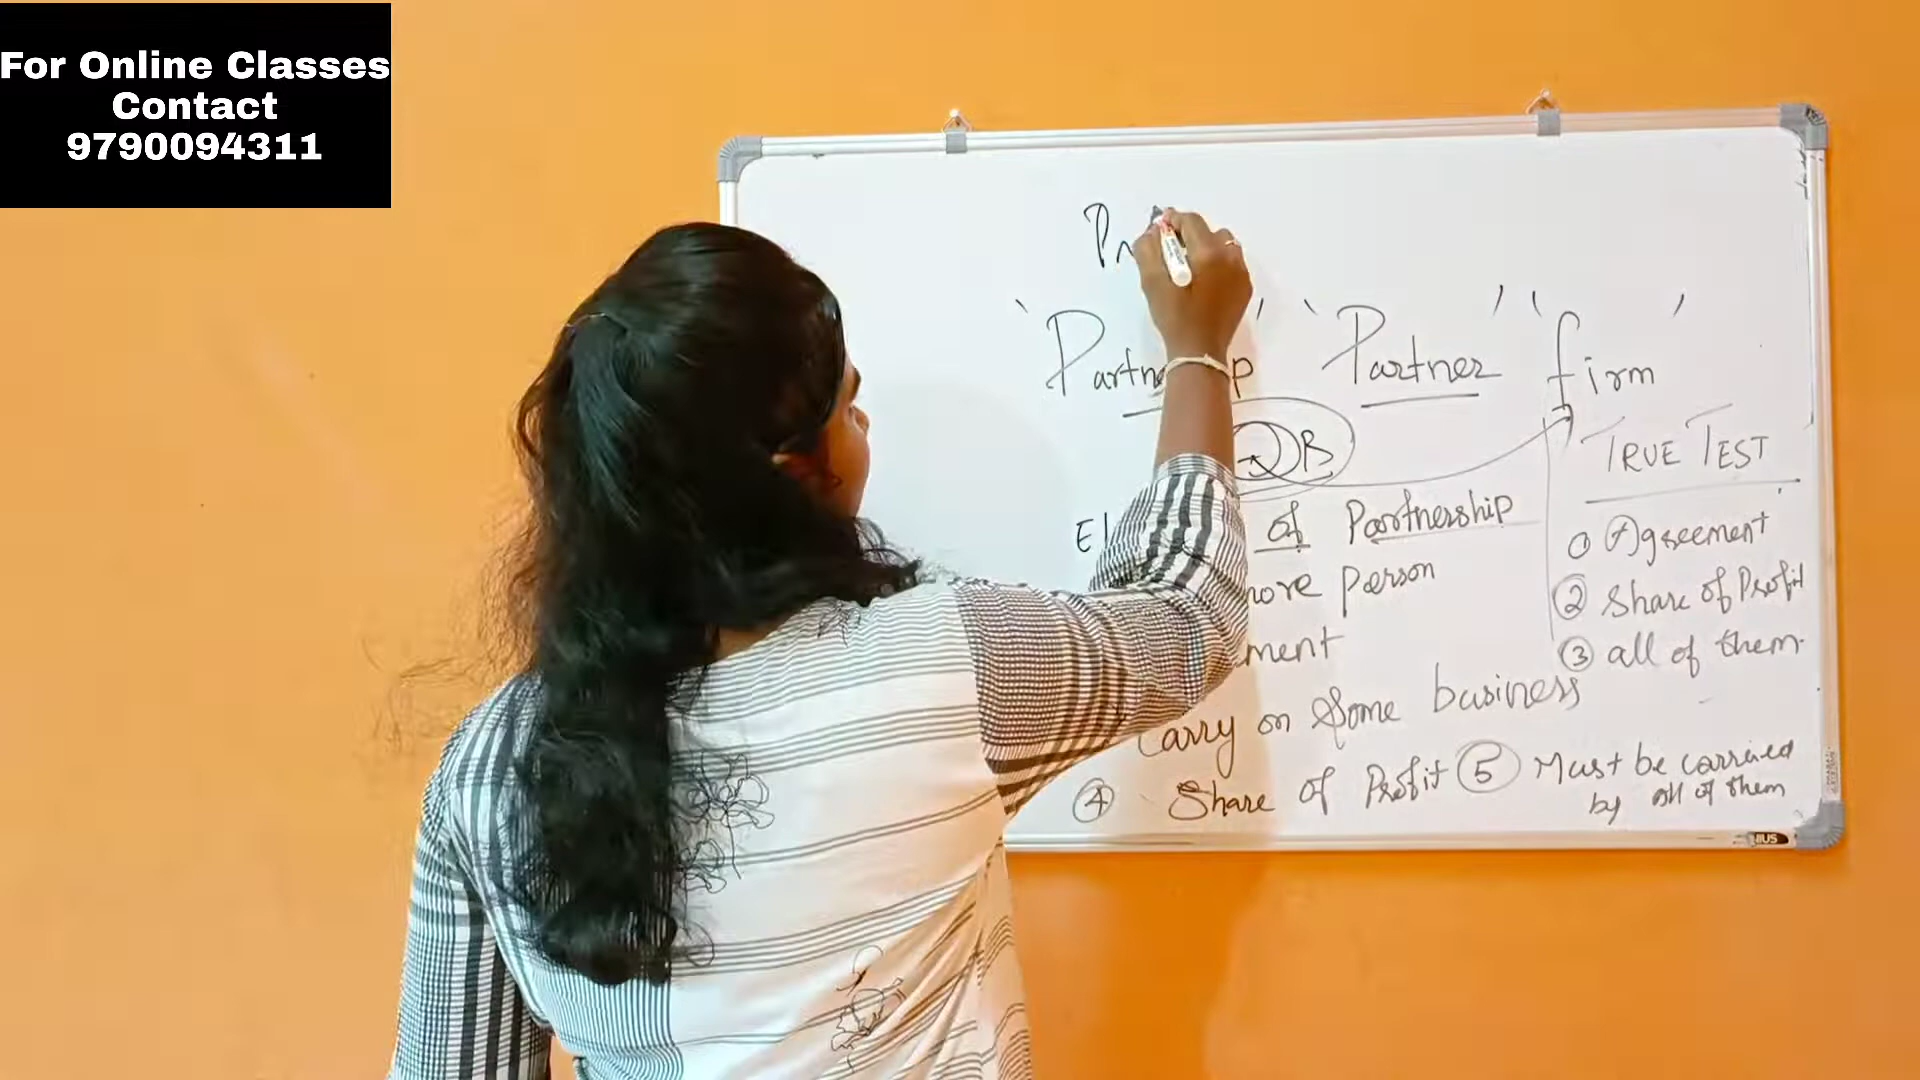 For Online Classes
Contact
9790094311
'Partnership' 'Partner' 'firm'
B
TRUE TEST
① Agreement
② Share of Profit
③ all of them.
of Partnership
more person
ment
Carry on Some business
④ Share of Profit ⑤ Must be carried
by all of them